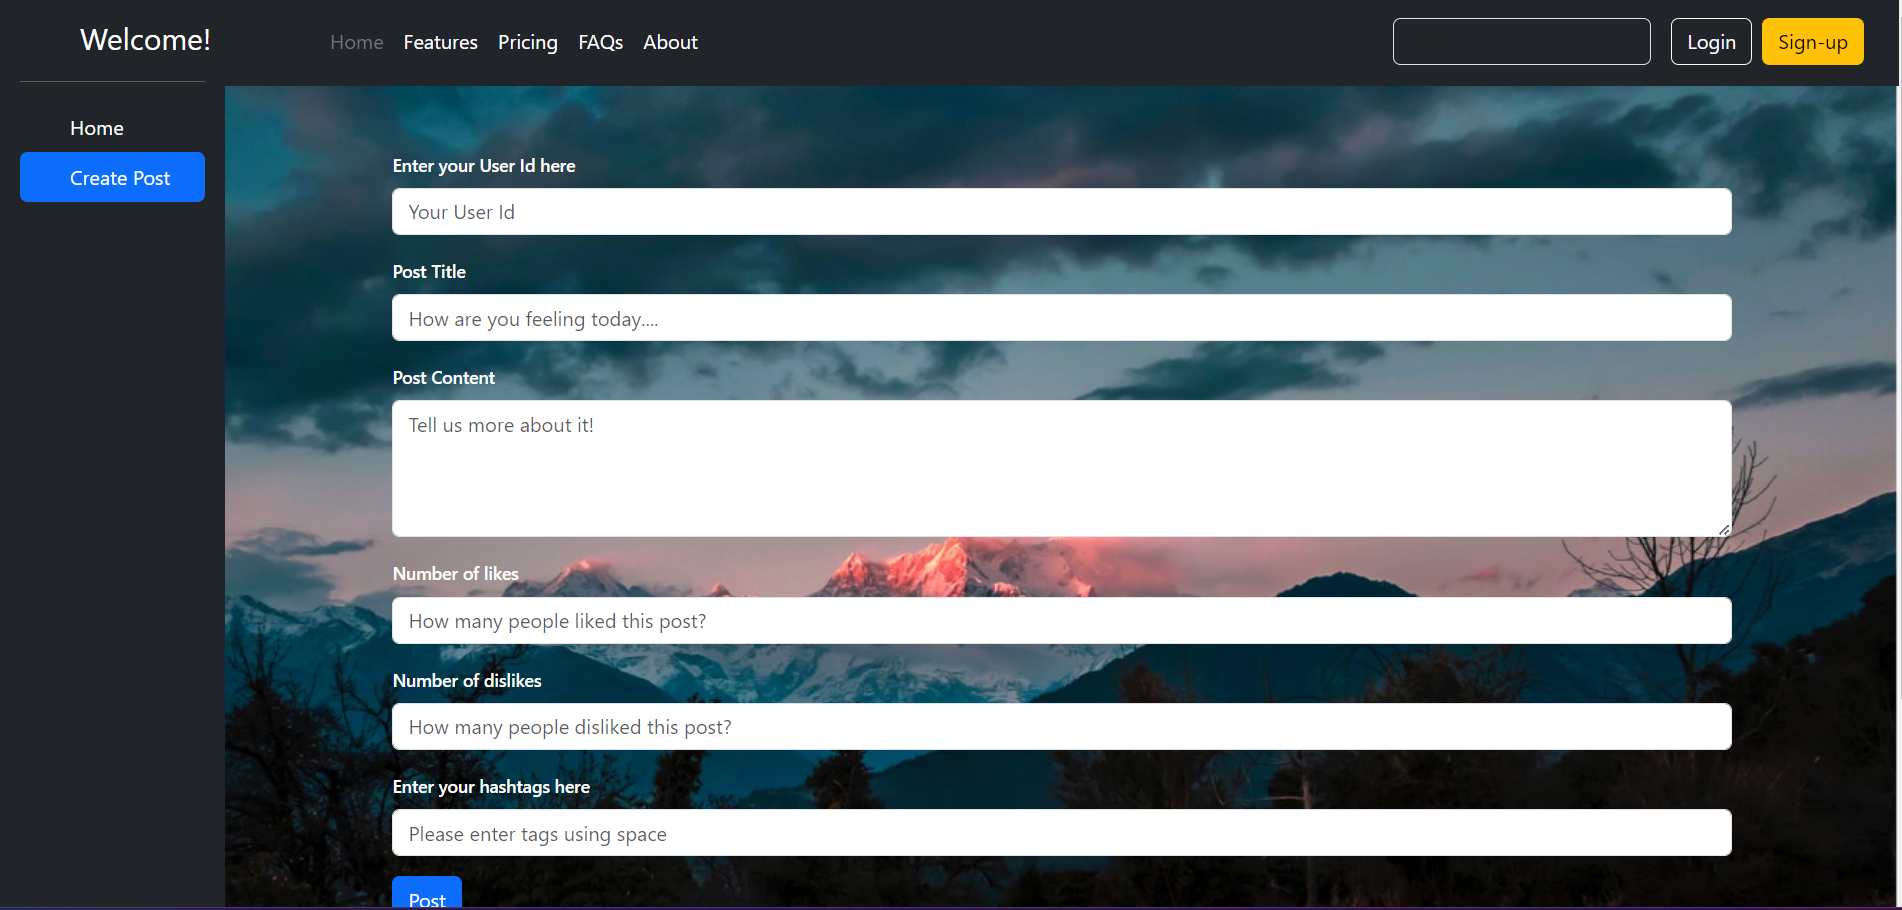 Welcome!
Home Features Pricing FAQs About
Login Sign-up
Home
Create Post
Enter your User Id here
Your User Id
Post Title
How are you feeling today....
Post Content
Tell us more about it!
Number of likes
How many people liked this post?
Number of dislikes
How many people disliked this post?
Enter your hashtags here
Please enter tags using space
Post